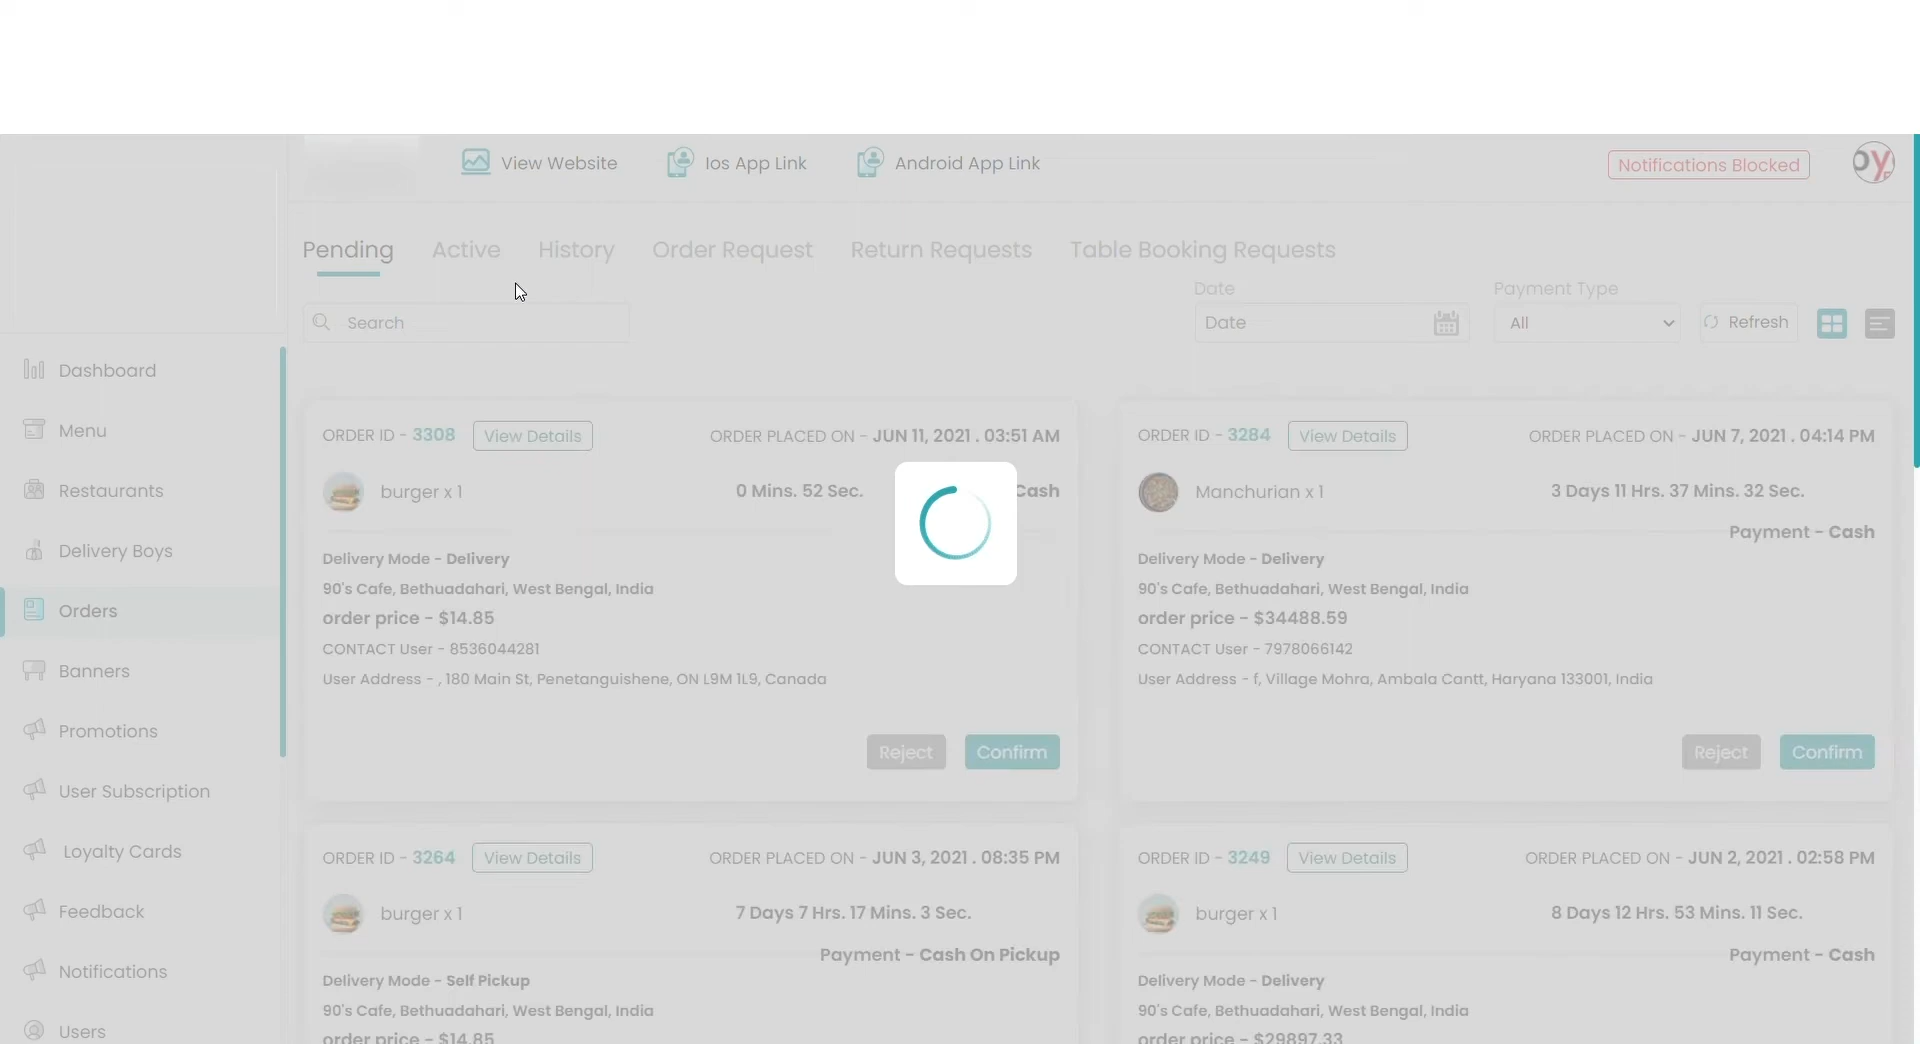 View Website
Ios App Link
Android App Link
Notifications Blocked
Pending
Active
History
Order Request
Return Requests
Table Booking Requests
Date
Payment Type
Search
Date
All
Refresh
Dashboard
Menu
Restaurants
Delivery Boys
Orders
Banners
Promotions
User Subscription
Loyalty Cards
Feedback
Notifications
Users
ORDER ID - 3308
View Details
ORDER PLACED ON - JUN 11, 2021 . 03:51 AM
burger x 1
0 Mins. 52 Sec.
Cash
Delivery Mode - Delivery
90's Cafe, Bethuadahari, West Bengal, India
order price - $14.85
CONTACT User - 8536044281
User Address - , 180 Main St, Penetanguishene, ON L9M 1L9, Canada
Reject
Confirm
ORDER ID - 3284
View Details
ORDER PLACED ON - JUN 7, 2021 . 04:14 PM
Manchurian x 1
3 Days 11 Hrs. 37 Mins. 32 Sec.
Payment - Cash
Delivery Mode - Delivery
90's Cafe, Bethuadahari, West Bengal, India
order price - $34488.59
CONTACT User - 7978066142
User Address - f, Village Mohra, Ambala Cantt, Haryana 133001, India
Reject
Confirm
ORDER ID - 3264
View Details
ORDER PLACED ON - JUN 3, 2021 . 08:35 PM
burger x 1
7 Days 7 Hrs. 17 Mins. 3 Sec.
Payment - Cash On Pickup
Delivery Mode - Self Pickup
90's Cafe, Bethuadahari, West Bengal, India
order price - $14.85
ORDER ID - 3249
View Details
ORDER PLACED ON - JUN 2, 2021 . 02:58 PM
burger x 1
8 Days 12 Hrs. 53 Mins. 11 Sec.
Payment - Cash
Delivery Mode - Delivery
90's Cafe, Bethuadahari, West Bengal, India
order price - $29897.33